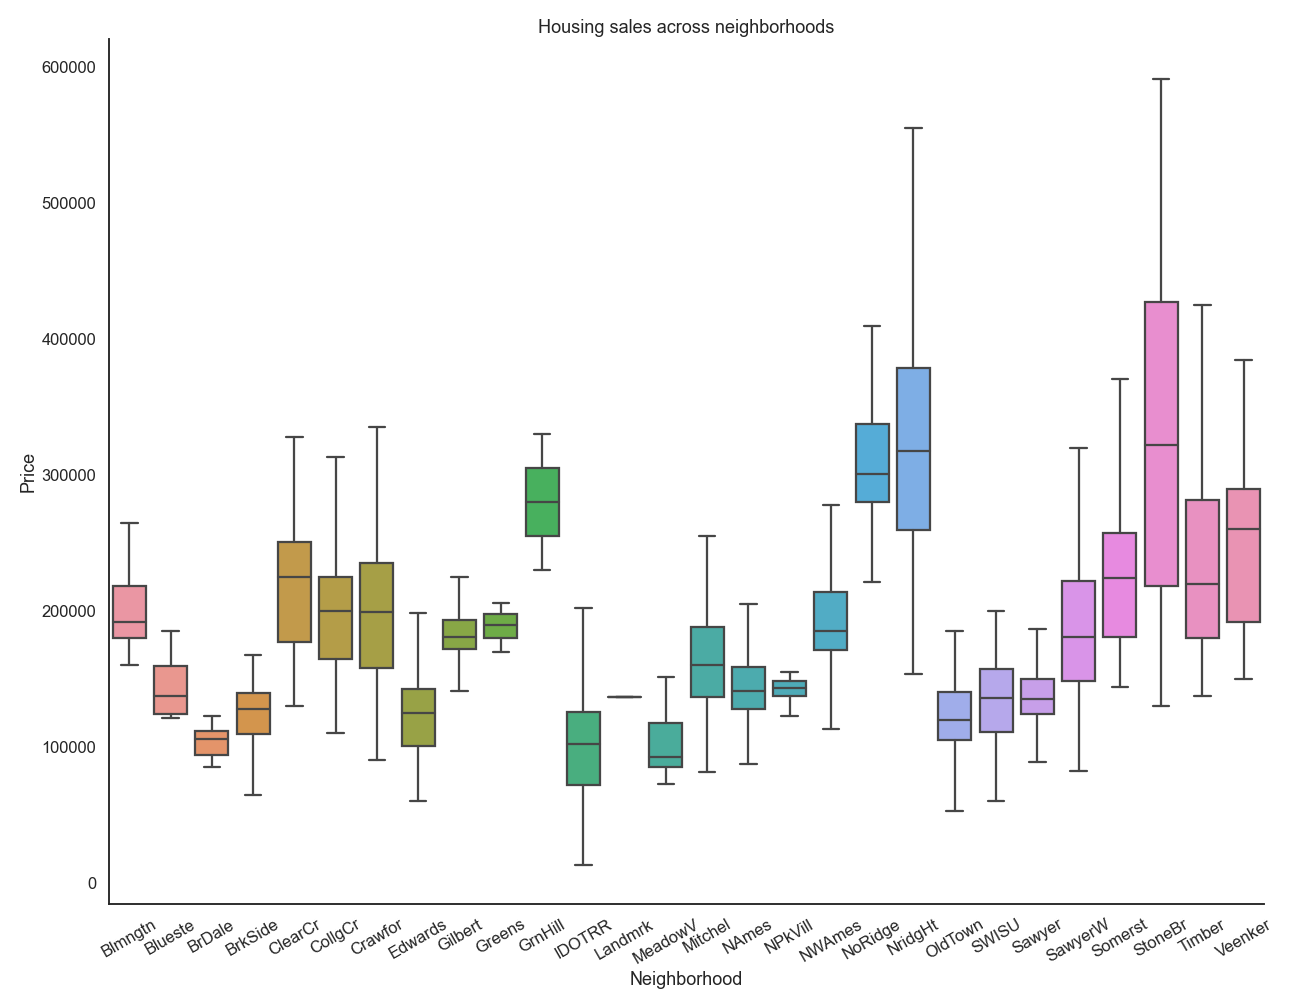 Housing sales across neighborhoods
600000
500000
400000
300000
200000
100000
0
Price
Blmngtn
Blueste
BrDale
BrkSide
ClearCr
CollgCr
Crawfor
Edwards
Gilbert
Greens
GrnHill
IDOTRR
Landmrk
MeadowV
Mitchel
NAmes
NPkVill
NWAmes
NoRidge
NridgHt
OldTown
SWISU
Sawyer
SawyerW
Somerst
StoneBr
Timber
Veenker
Neighborhood